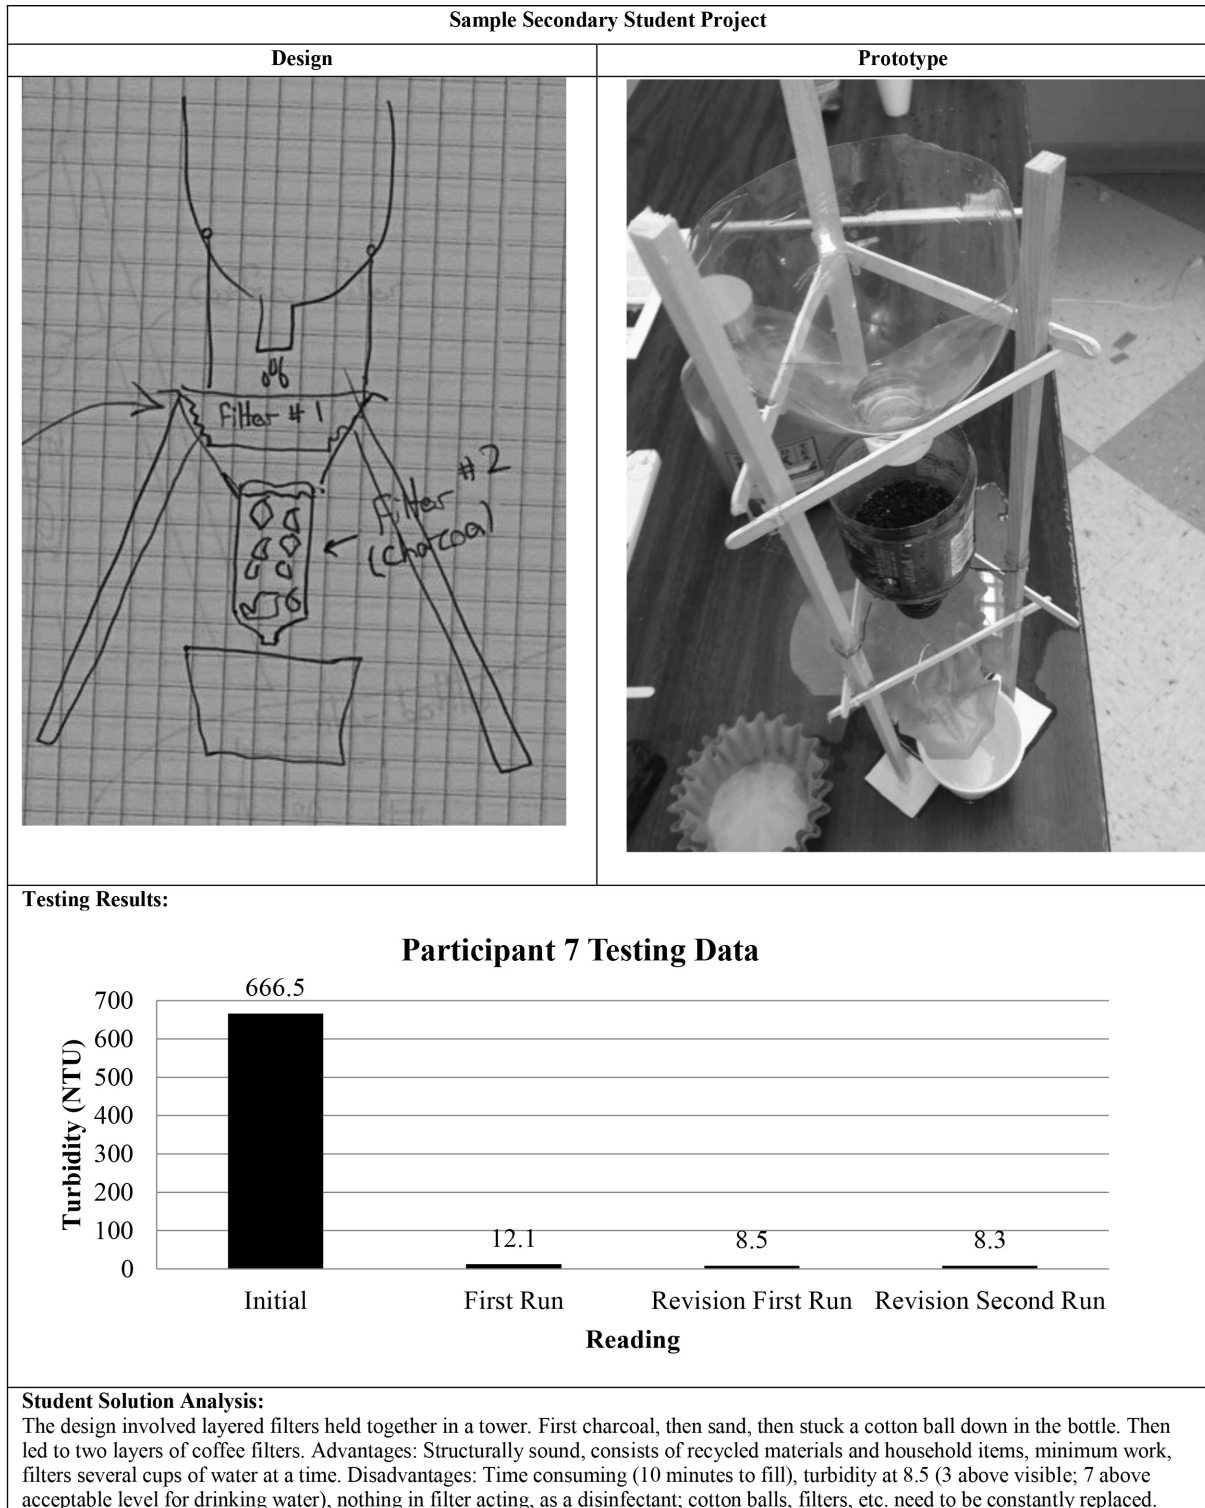 Sample Secondary Student Project
Design
Prototype
Filter #1
Filter #2
(Charcoal)
Testing Results:
Participant 7 Testing Data
666.5
700
600
500
400
300
200
100
0
12.1
8.5
8.3
Turbidity (NTU)
Initial
First Run
Revision First Run
Revision Second Run
Reading
Student Solution Analysis:
The design involved layered filters held together in a tower. First charcoal, then sand, then stuck a cotton ball down in the bottle. Then
led to two layers of coffee filters. Advantages: Structurally sound, consists of recycled materials and household items, minimum work,
filters several cups of water at a time. Disadvantages: Time consuming (10 minutes to fill), turbidity at 8.5 (3 above visible; 7 above
acceptable level for drinking water), nothing in filter acting, as a disinfectant; cotton balls, filters, etc. need to be constantly replaced.